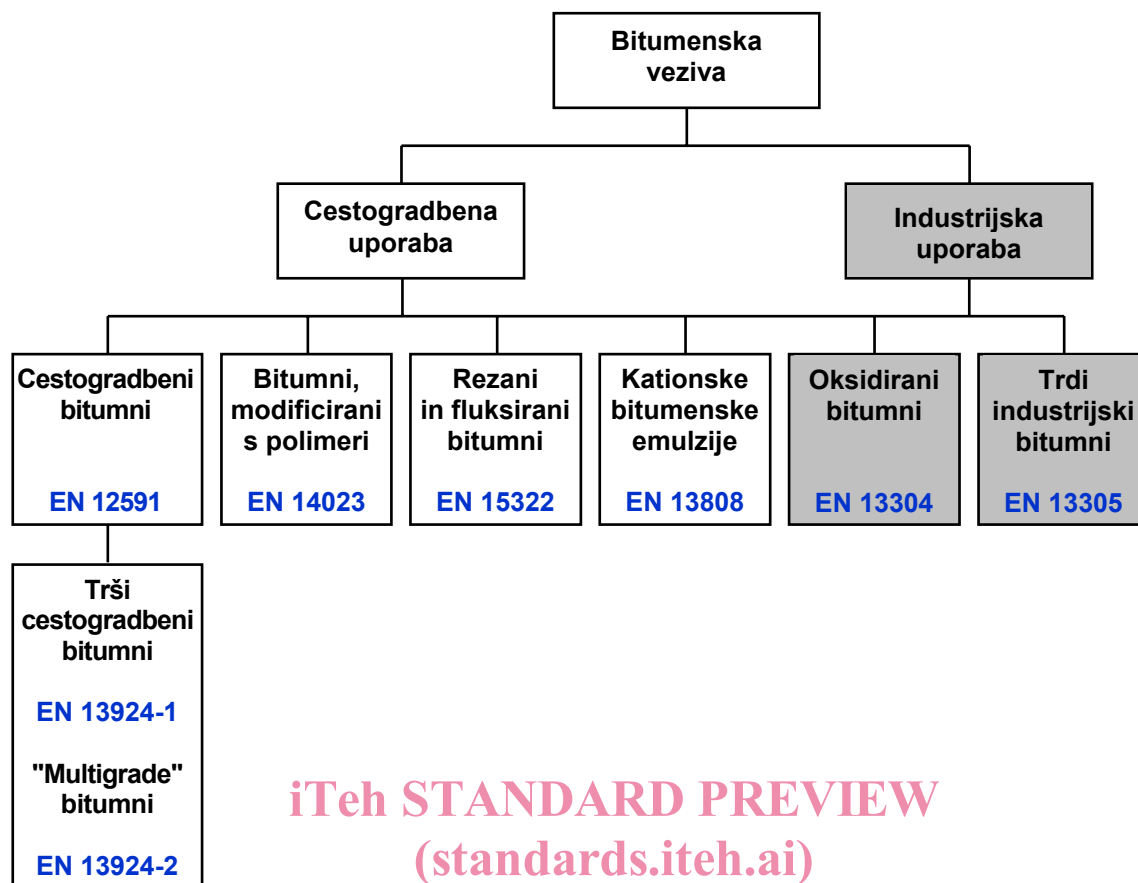 Bitumenska
veziva
Cestogradbena
uporaba
Industrijska
uporaba
Cestogradbeni
bitumni
EN 12591
Bitumni,
modificirani
s polimeri
EN 14023
Rezani
in fluksirani
bitumni
EN 15322
Kationske
bitumenske
emulzije
EN 13808
Oksidirani
bitumni
EN 13304
Trdi
industrijski
bitumni
EN 13305
Trši
cestogradbeni
bitumni
EN 13924-1
"Multigrade"
bitumni
EN 13924-2
iTeh STANDARD PREVIEW
(standards.iteh.ai)